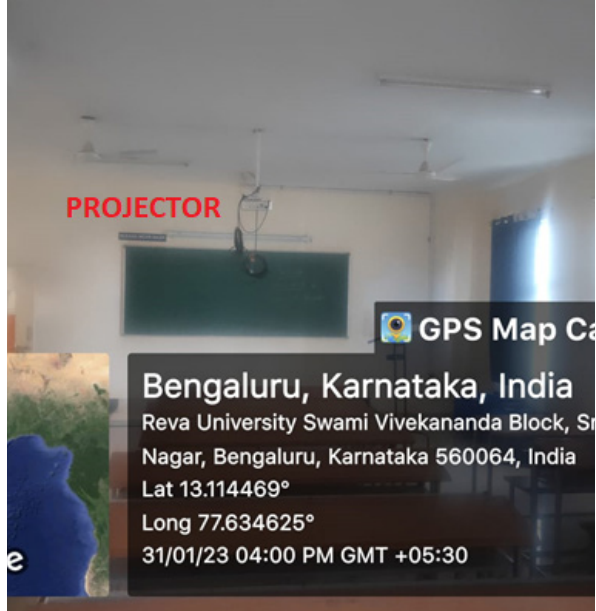 PROJECTOR
GPS Map Ca
Bengaluru, Karnataka, India
Reva University Swami Vivekananda Block, Sr
Nagar, Bengaluru, Karnataka 560064, India
Lat 13.114469°
Long 77.634625°
31/01/23 04:00 PM GMT +05:30
e